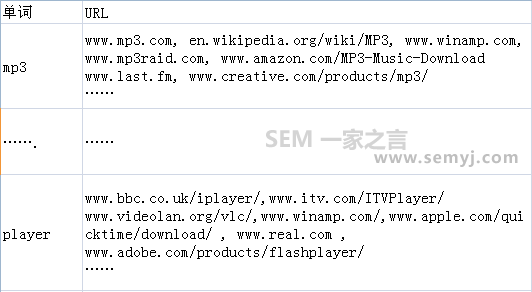 单词 URL
www.mp3.com, en.wikipedia.org/wiki/MP3, www.winamp.com,
mp3 www.mp3raid.com, www.amazon.com/MP3-Music-Download
www.last.fm, www.creative.com/products/mp3/
……
……. ……
SEM 一家之言
www.semyj.com
www.bbc.co.uk/iplayer/,www.itv.com/ITVPlayer/
www.videolan.org/vlc/,www.winamp.com/,www.apple.com/qui
player cktime/download/ , www.real.com ,
www.adobe.com/products/flashplayer/
……